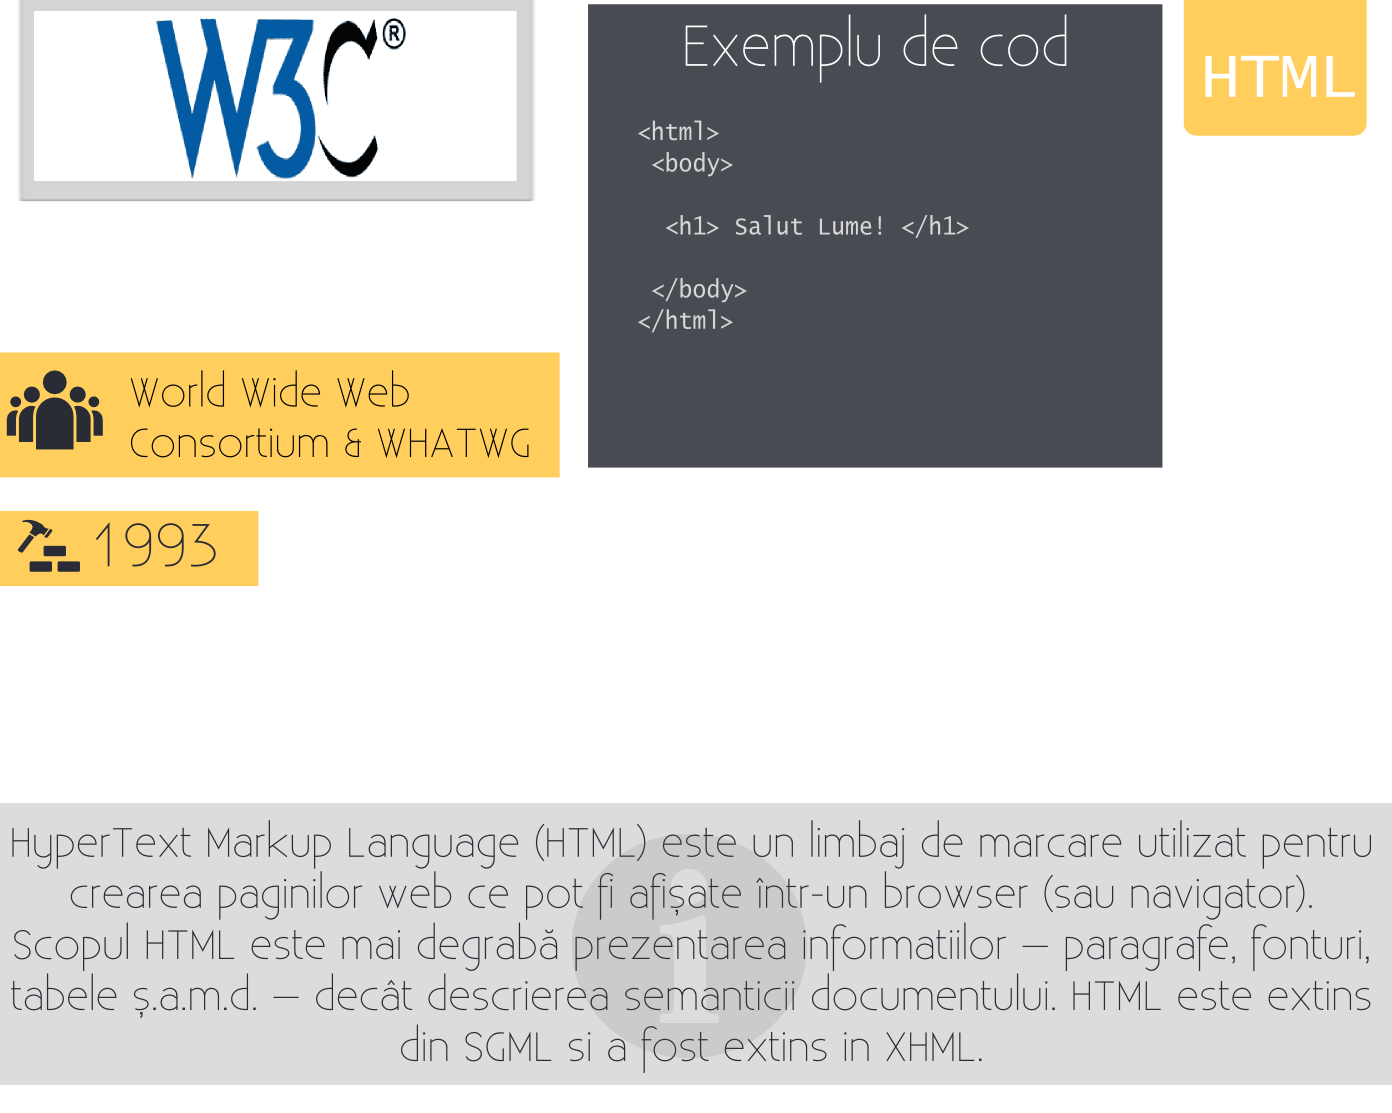 W3C®
Exemplu de cod
<html>
<body>
<h1> Salut Lume! </h1>
</body>
</html>
HTML
World Wide Web
Consortium & WHATWG
1993
HyperText Markup Language (HTML) este un limbaj de marcare utilizat pentru
crearea paginilor web ce pot fi afișate într-un browser (sau navigator).
Scopul HTML este mai degrabă prezentarea informatiilor – paragrafe, fonturi,
tabele ș.a.m.d. – decât descrierea semanticii documentului. HTML este extins
din SGML si a fost extins in XHML.